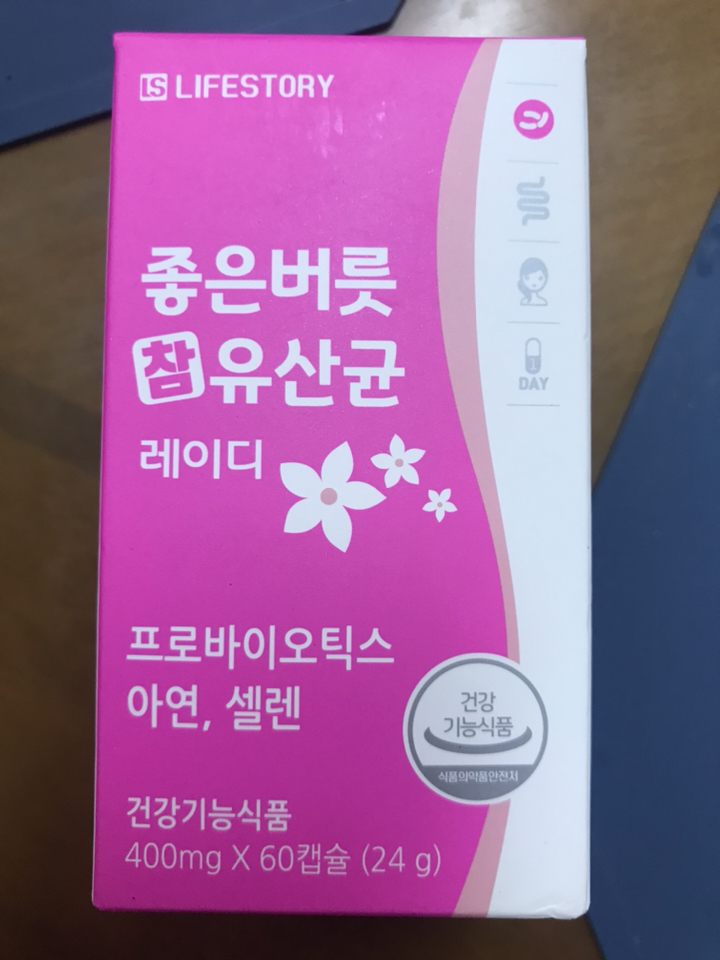 LS LIFESTORY
좋은버릇
참유산균
레이디
1
DAY
프로바이오틱스
아연, 셀렌
건강
기능식품
식품의약품안전처
건강기능식품
400mg X 60캡슐 (24 g)